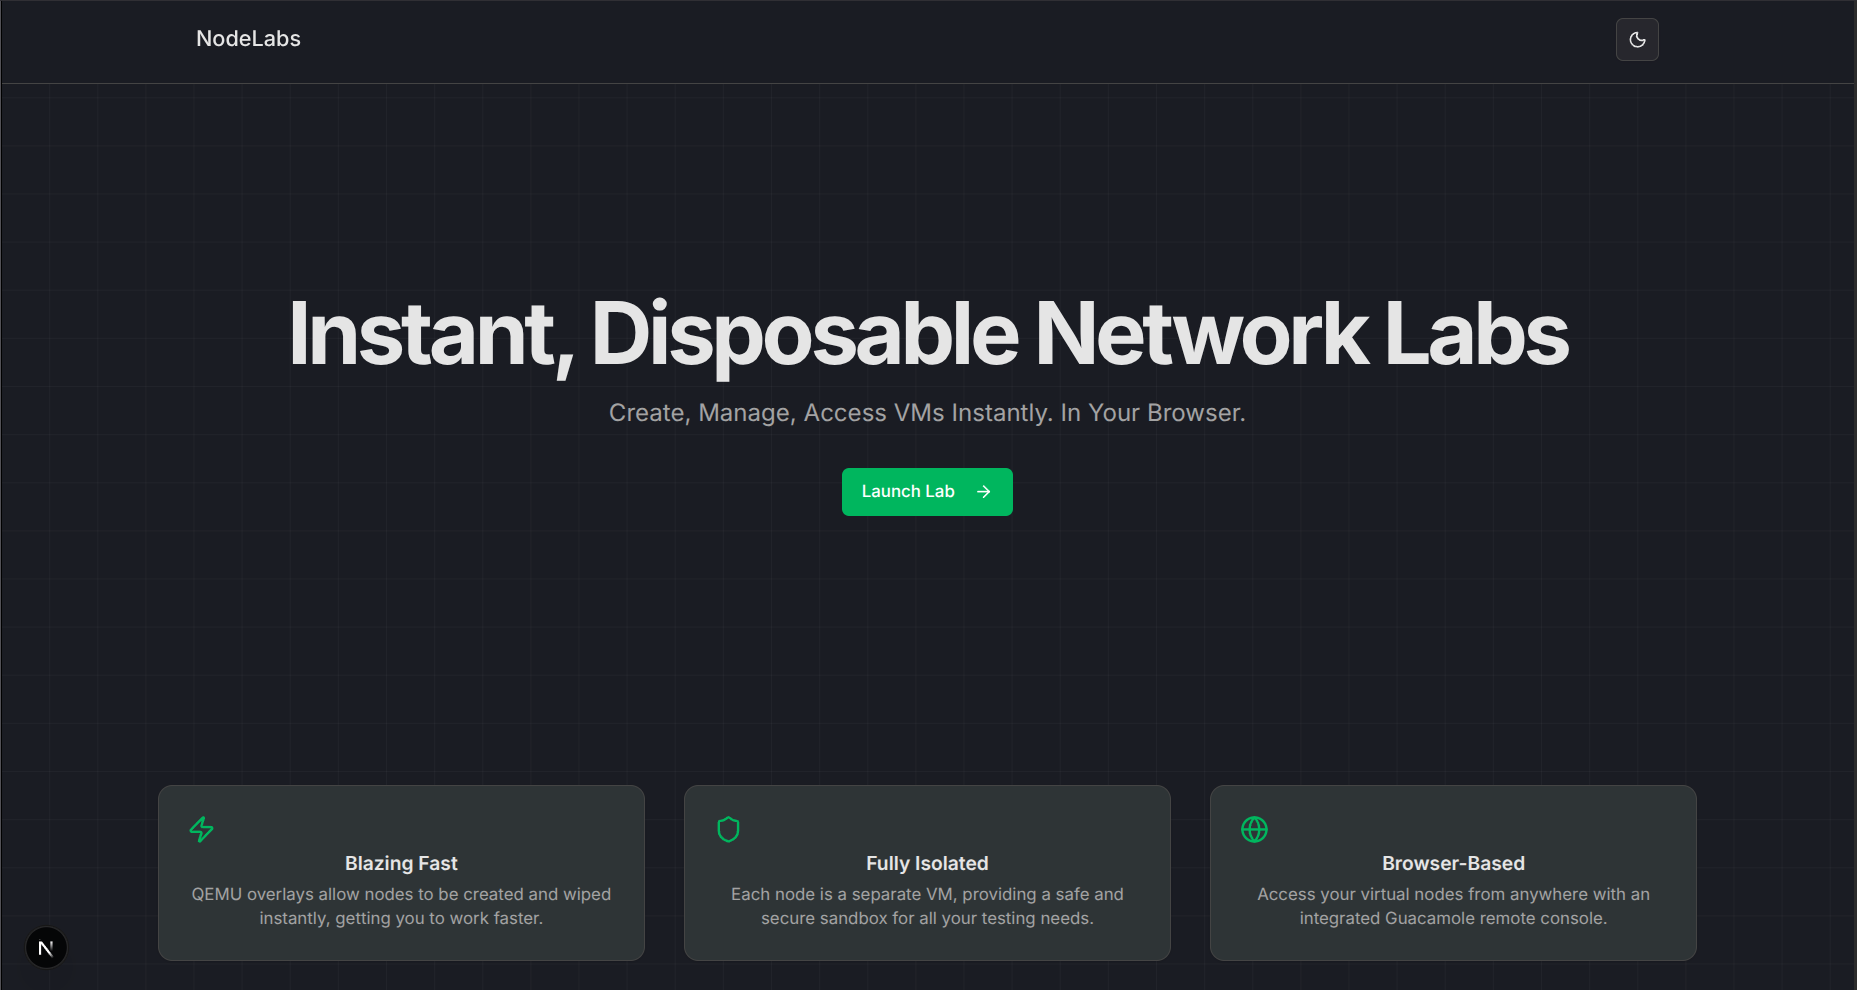 NodeLabs
Instant, Disposable Network Labs
Create, Manage, Access VMs Instantly. In Your Browser.
Launch Lab
Blazing Fast
QEMU overlays allow nodes to be created and wiped
instantly, getting you to work faster.
Fully Isolated
Each node is a separate VM, providing a safe and
secure sandbox for all your testing needs.
Browser-Based
Access your virtual nodes from anywhere with an
integrated Guacamole remote console.
N